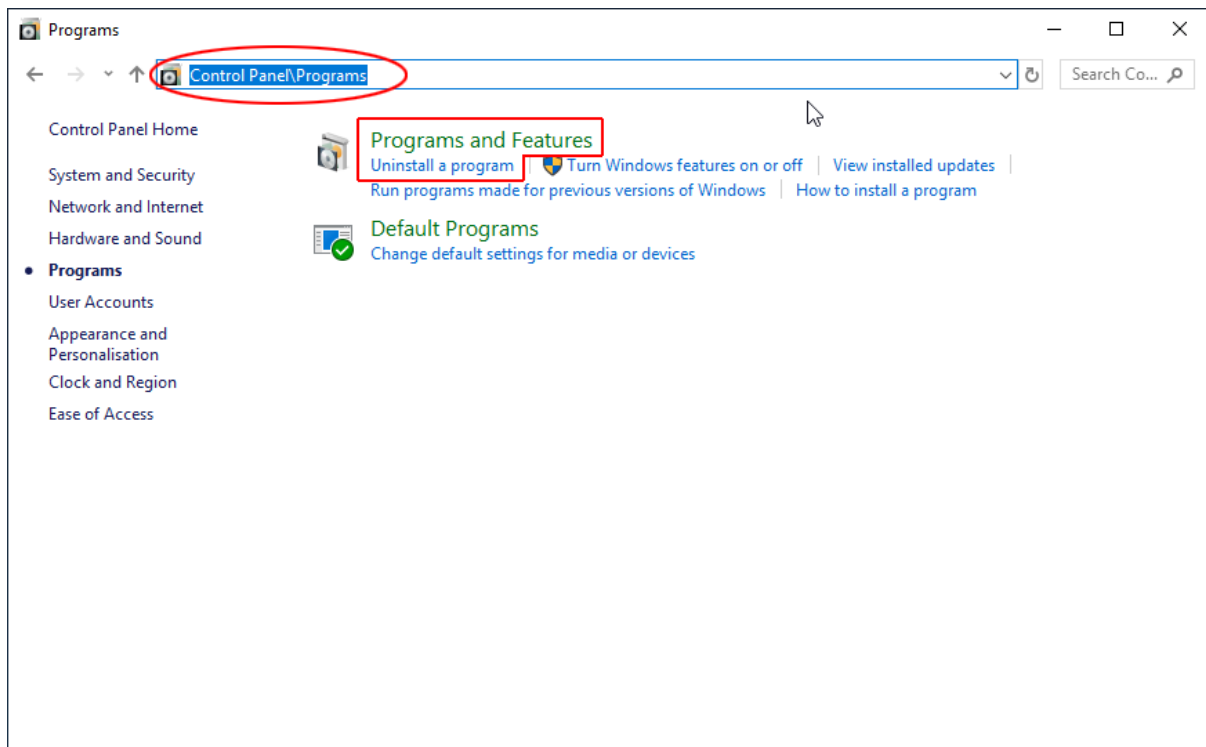 Programs
Control Panel\Programs
Search Co...
Control Panel Home
System and Security
Network and Internet
Hardware and Sound
Programs
User Accounts
Appearance and
Personalisation
Clock and Region
Ease of Access
Programs and Features
Uninstall a program
Turn Windows features on or off
View installed updates
Run programs made for previous versions of Windows
How to install a program
Default Programs
Change default settings for media or devices